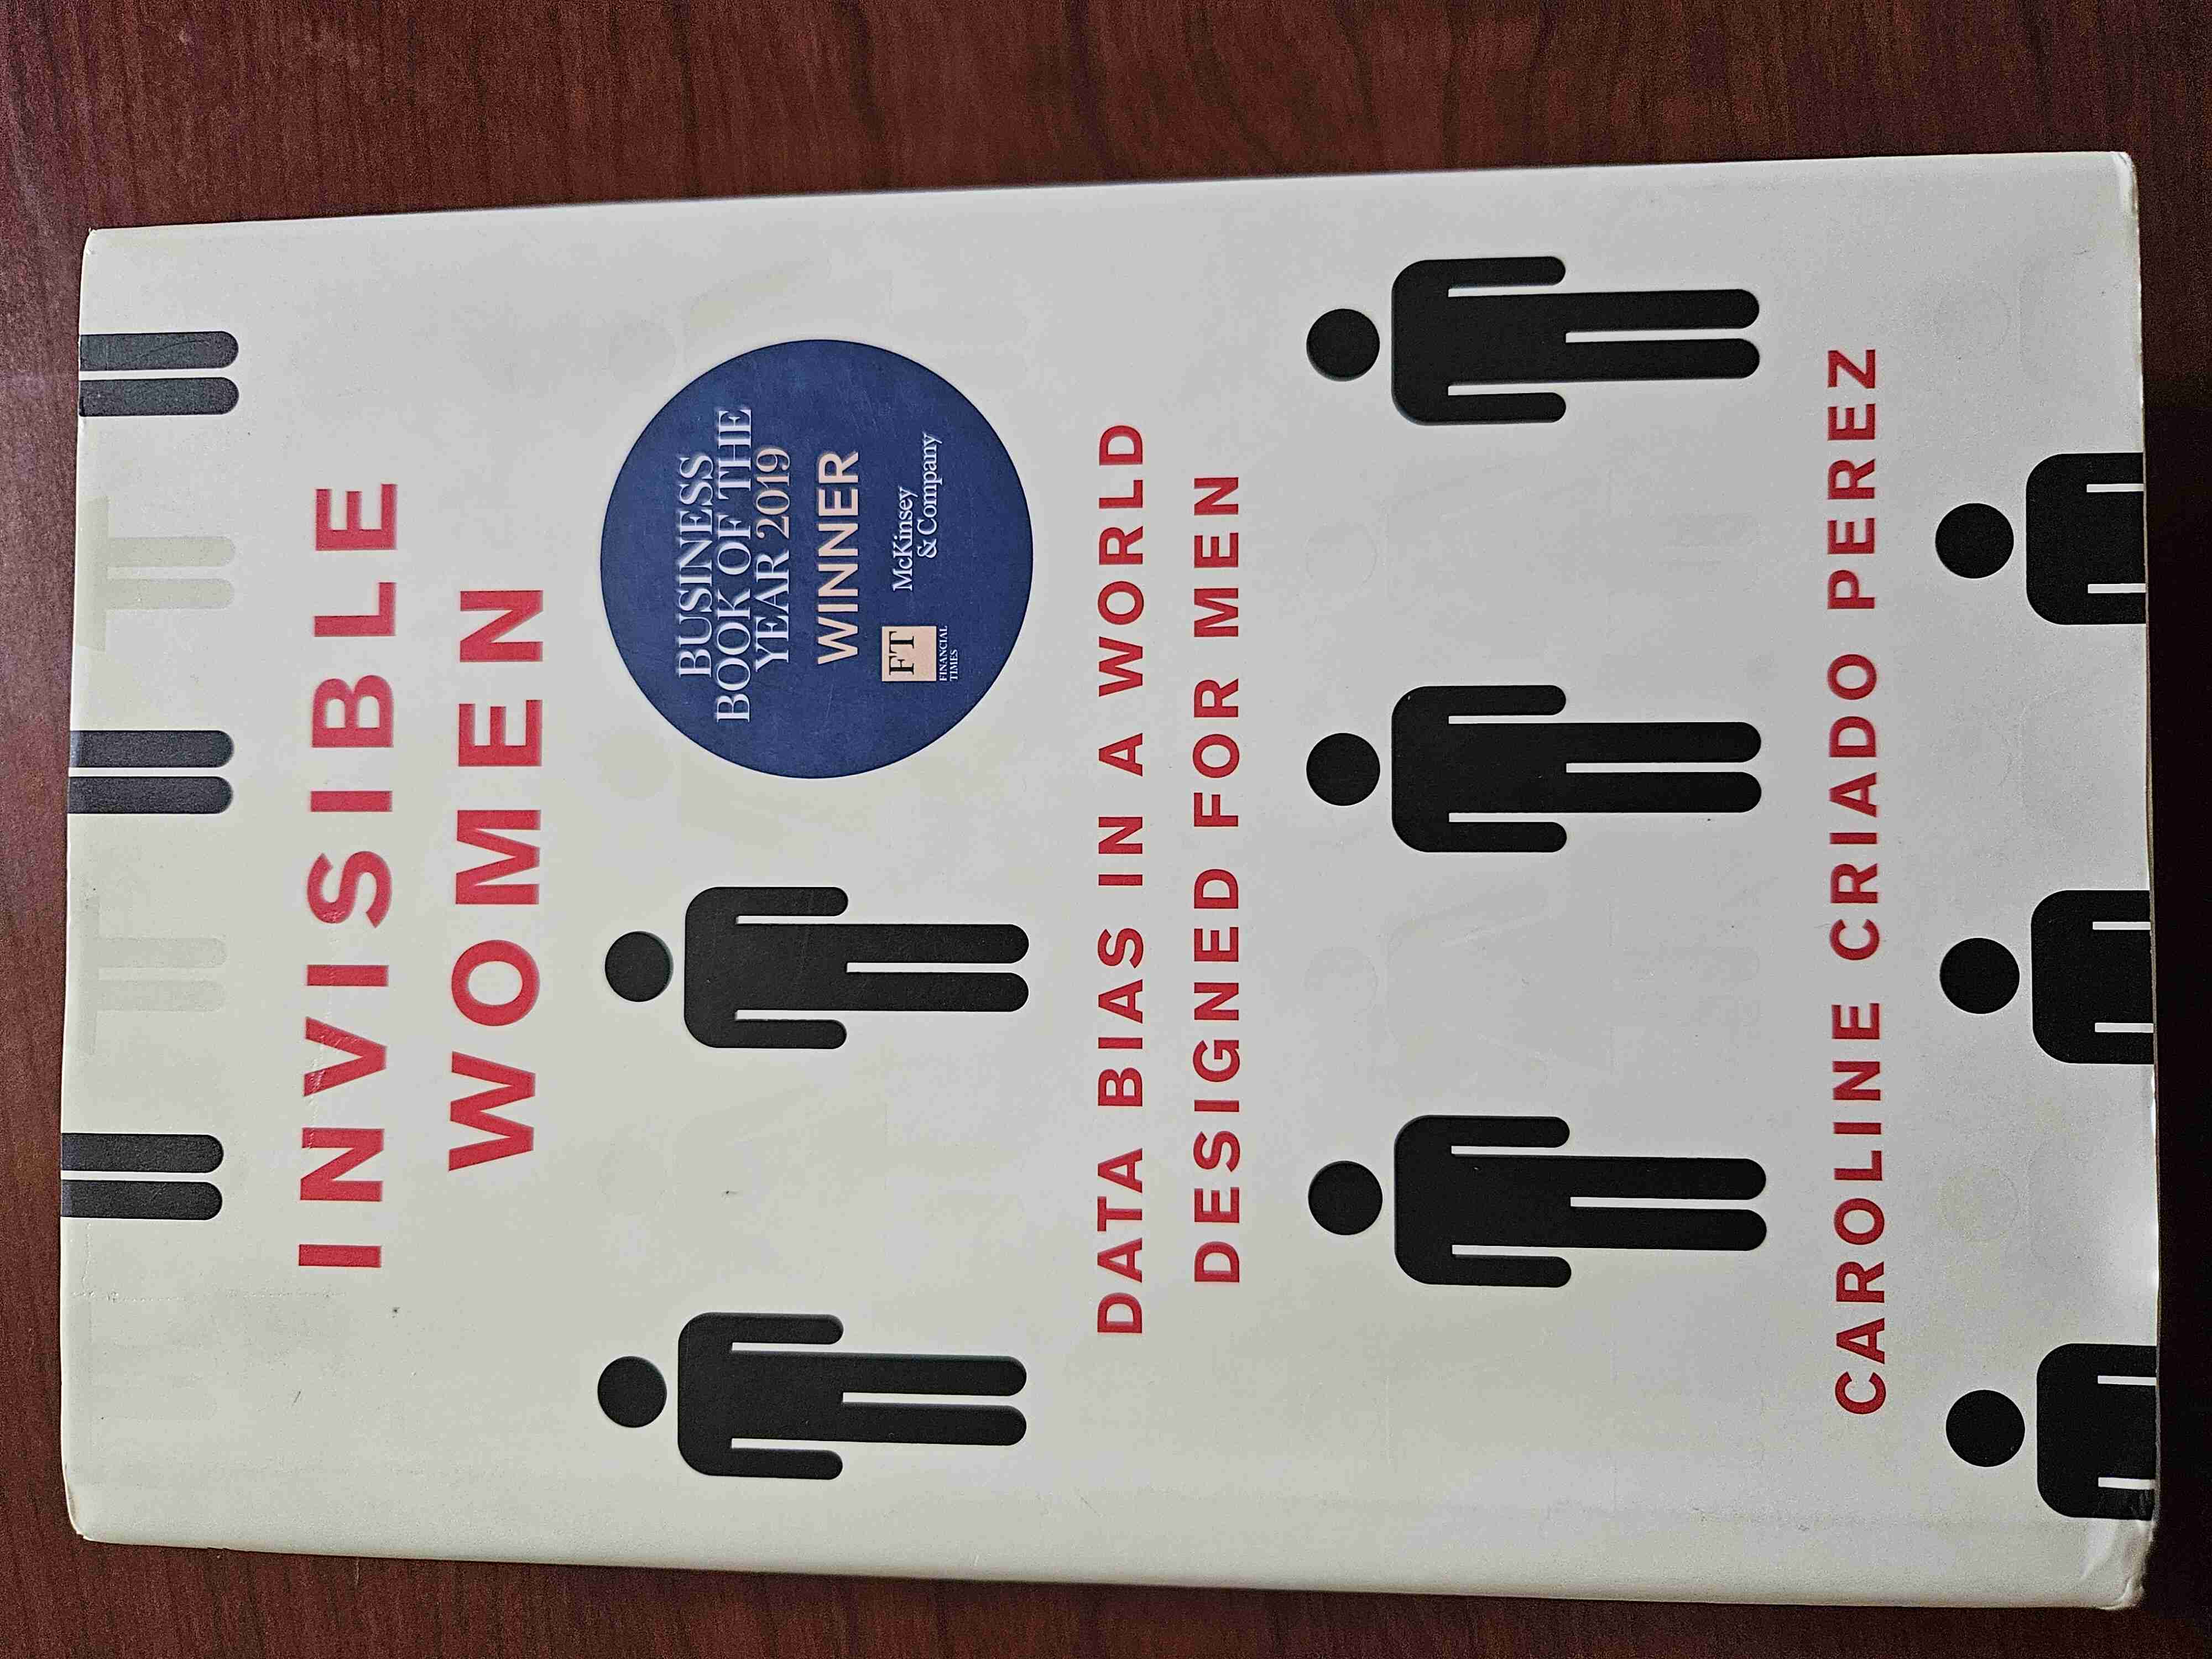 INVISIBLE
WOMEN
BUSINESS
BOOK OF THE
YEAR 2019
WINNER
FT
FINANCIAL
TIMES
McKinsey
& Company
DATA BIAS IN A WORLD
DESIGNED FOR MEN
CAROLINE CRIADO PEREZ